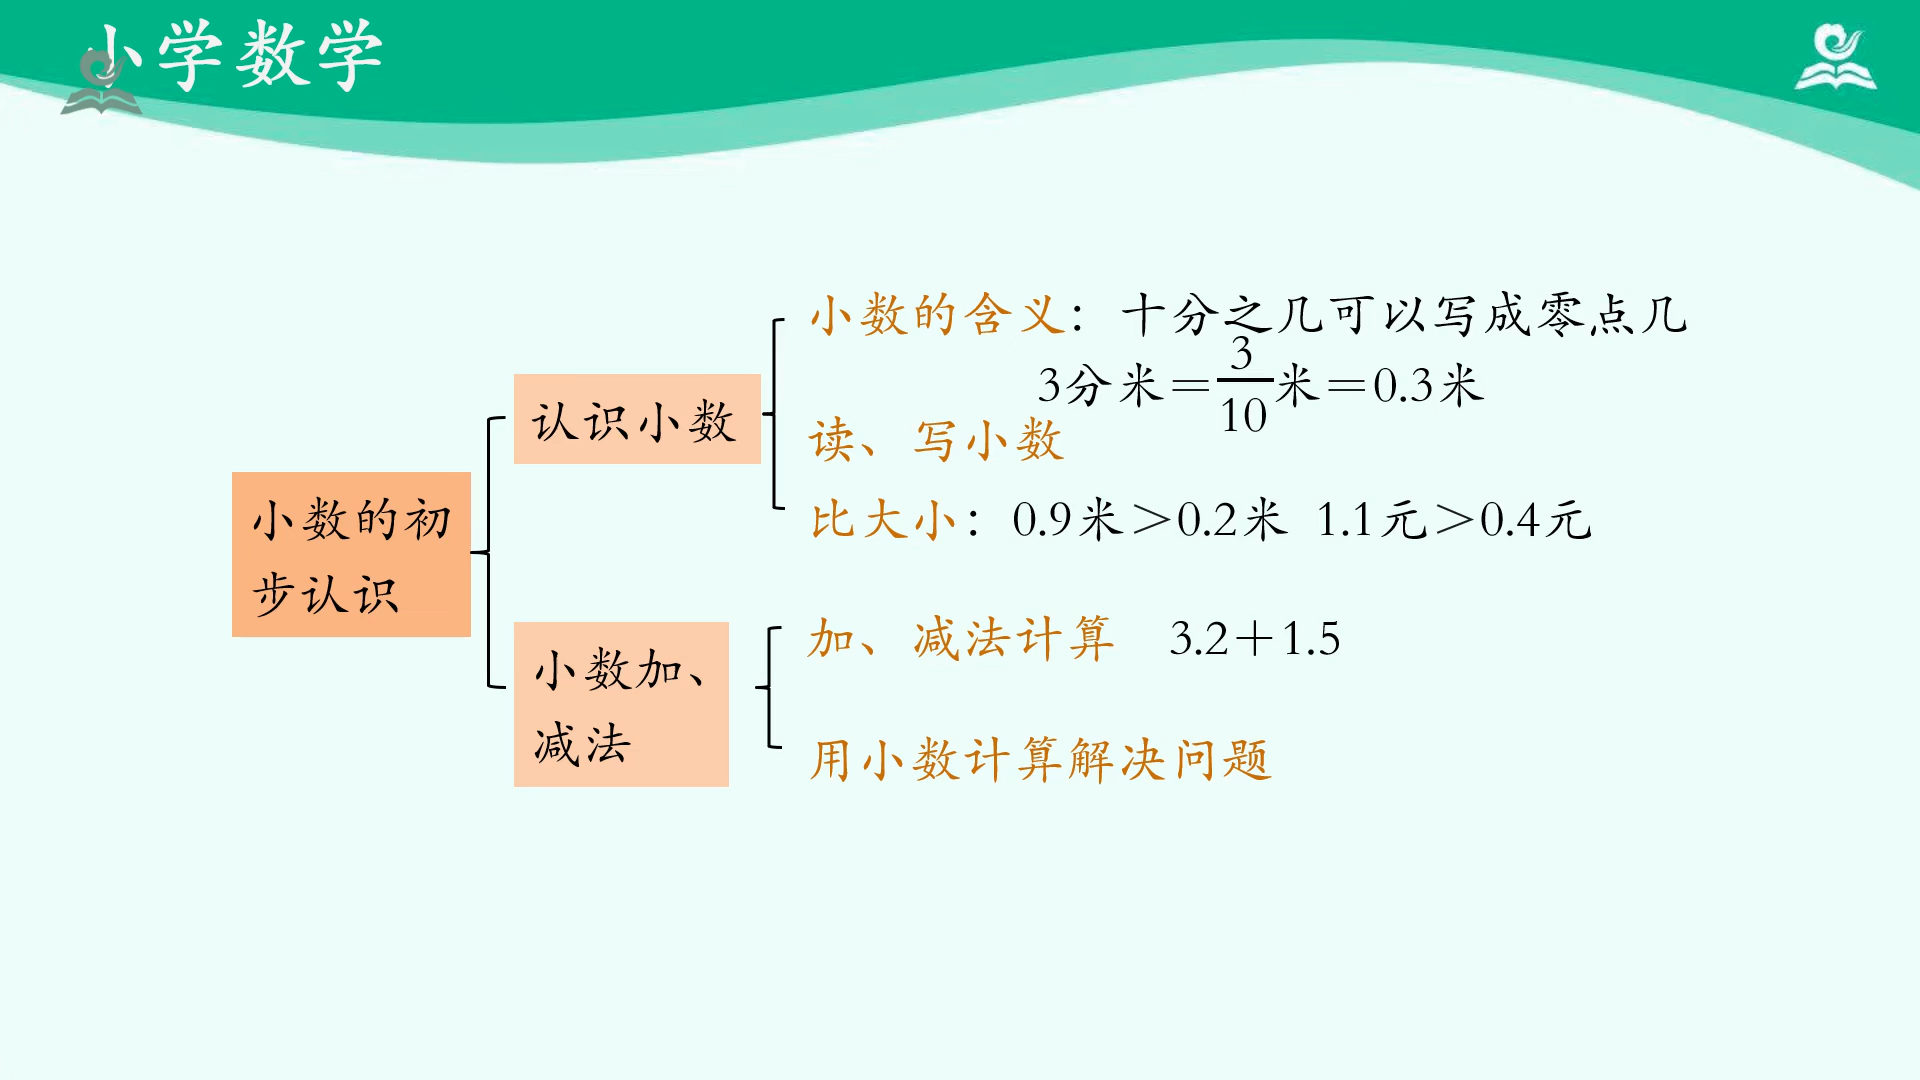 小学数学
小数的初
步认识
认识小数
小数的含义：十分之几可以写成零点几
3分米＝3/10米＝0.3米
读、写小数
比大小：0.9米＞0.2米 1.1元＞0.4元
小数加、
减法
加、减法计算 3.2＋1.5
用小数计算解决问题